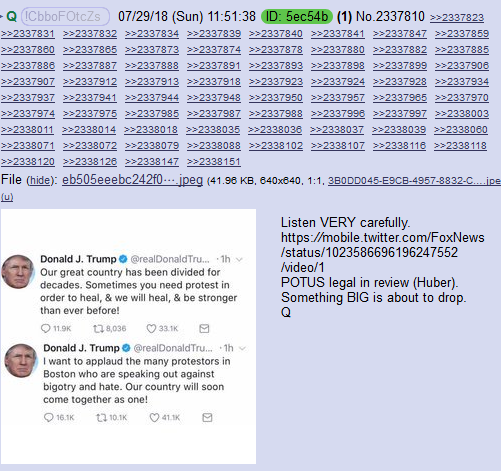 Q !CbboFOtcZs 07/29/18 (Sun) 11:51:38 ID: 5ec54b (1) No.2337810 >>2337823
>>2337831 >>2337832 >>2337834 >>2337839 >>2337840 >>2337847 >>2337859
>>2337860 >>2337865 >>2337873 >>2337874 >>2337878 >>2337880 >>2337885
>>2337886 >>2337887 >>2337888 >>2337893 >>2337898 >>2337899 >>2337906
>>2337907 >>2337912 >>2337913 >>2337918 >>2337923 >>2337924 >>2337928 >>2337934
>>2337937 >>2337941 >>2337944 >>2337948 >>2337950 >>2337957 >>2337965 >>2337970
>>2337974 >>2337975 >>2337985 >>2337987 >>2337988 >>2337996 >>2337997 >>2338003
>>2338011 >>2338014 >>2338018 >>2338035 >>2338036 >>2338037 >>2338039 >>2338060
>>2338071 >>2338072 >>2338079 >>2338088 >>2338102 >>2338107 >>2338116 >>2338118
>>2338120 >>2338126 >>2338147 >>2338151
File (hide): eb505eeebc242f0⋯.jpeg (41.96 KB, 640x640, 1:1, 3B0DD045-E9CB-4957-8832-C….jpe
(u)
Donald J. Trump @realDonaldTru... · 1h
Our great country has been divided for
decades. Sometimes you need protest in
order to heal, & we will heal, & be stronger
than ever before!
11.9K 8,036 33.1K
Donald J. Trump @realDonaldTru... · 1h
I want to applaud the many protestors in
Boston who are speaking out against
bigotry and hate. Our country will soon
come together as one!
16.1K 10.1K 41.1K
Listen VERY carefully.
https://mobile.twitter.com/FoxNews
/status/1023586696196247552
/video/1
POTUS legal in review (Huber).
Something BIG is about to drop.
Q